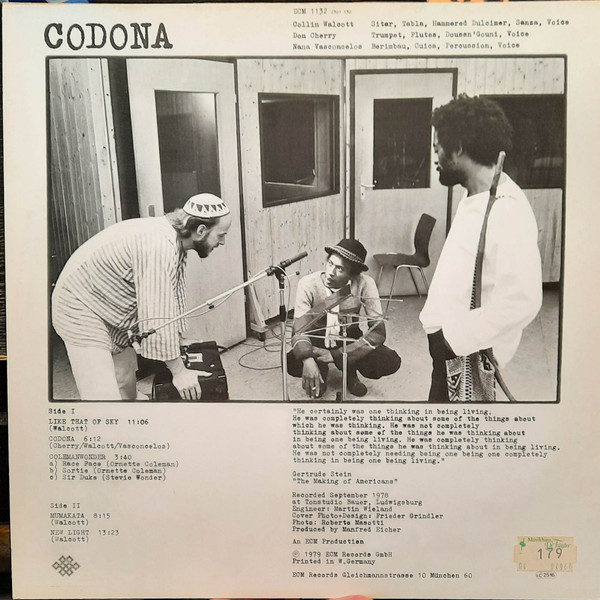 CODONA
ECM 1132
Collin Walcott Sitar, Tabla, Hammered Dulcimer, Sanza, Voice
Don Cherry Trumpet, Flutes, Doussn'Gouni, Voice
Nana Vasconcelos Berimbau, Cuica, Percussion, Voice
Side I
LIKE THAT OF SKY 11:06
(Walcott)
CODONA 6:12
(Cherry/Walcott/Vasconcelos)
COLEMANWONDER 3:40
a) Race Face (Ornette Coleman)
b) Sortie (Ornette Coleman)
c) Sir Duke (Stevie Wonder)
Side II
MUMAKATA 8:15
(Walcott)
NEW LIGHT 13:23
(Walcott)
"He certainly was one thinking in being living.
He was completely thinking about some of the things about
which he was thinking. He was not completely
thinking about some of the things he was thinking about
in being one being living. He was completely thinking
about some of the things he was thinking about in being living.
He was not completely needing being one being one completely
thinking in being one being living."
Gertrude Stein
"The Making of Americans"
Recorded September 1978
at Tonstudio Bauer, Ludwigsburg
Engineer: Martin Wieland
Cover Photo+Design: Frieder Grindler
Photo: Roberto Masotti
Produced by Manfred Eicher
An ECM Production
℗ 1979 ECM Records GmbH
Printed in W.Germany
ECM Records Gleichmannstrasse 10 München 60
179